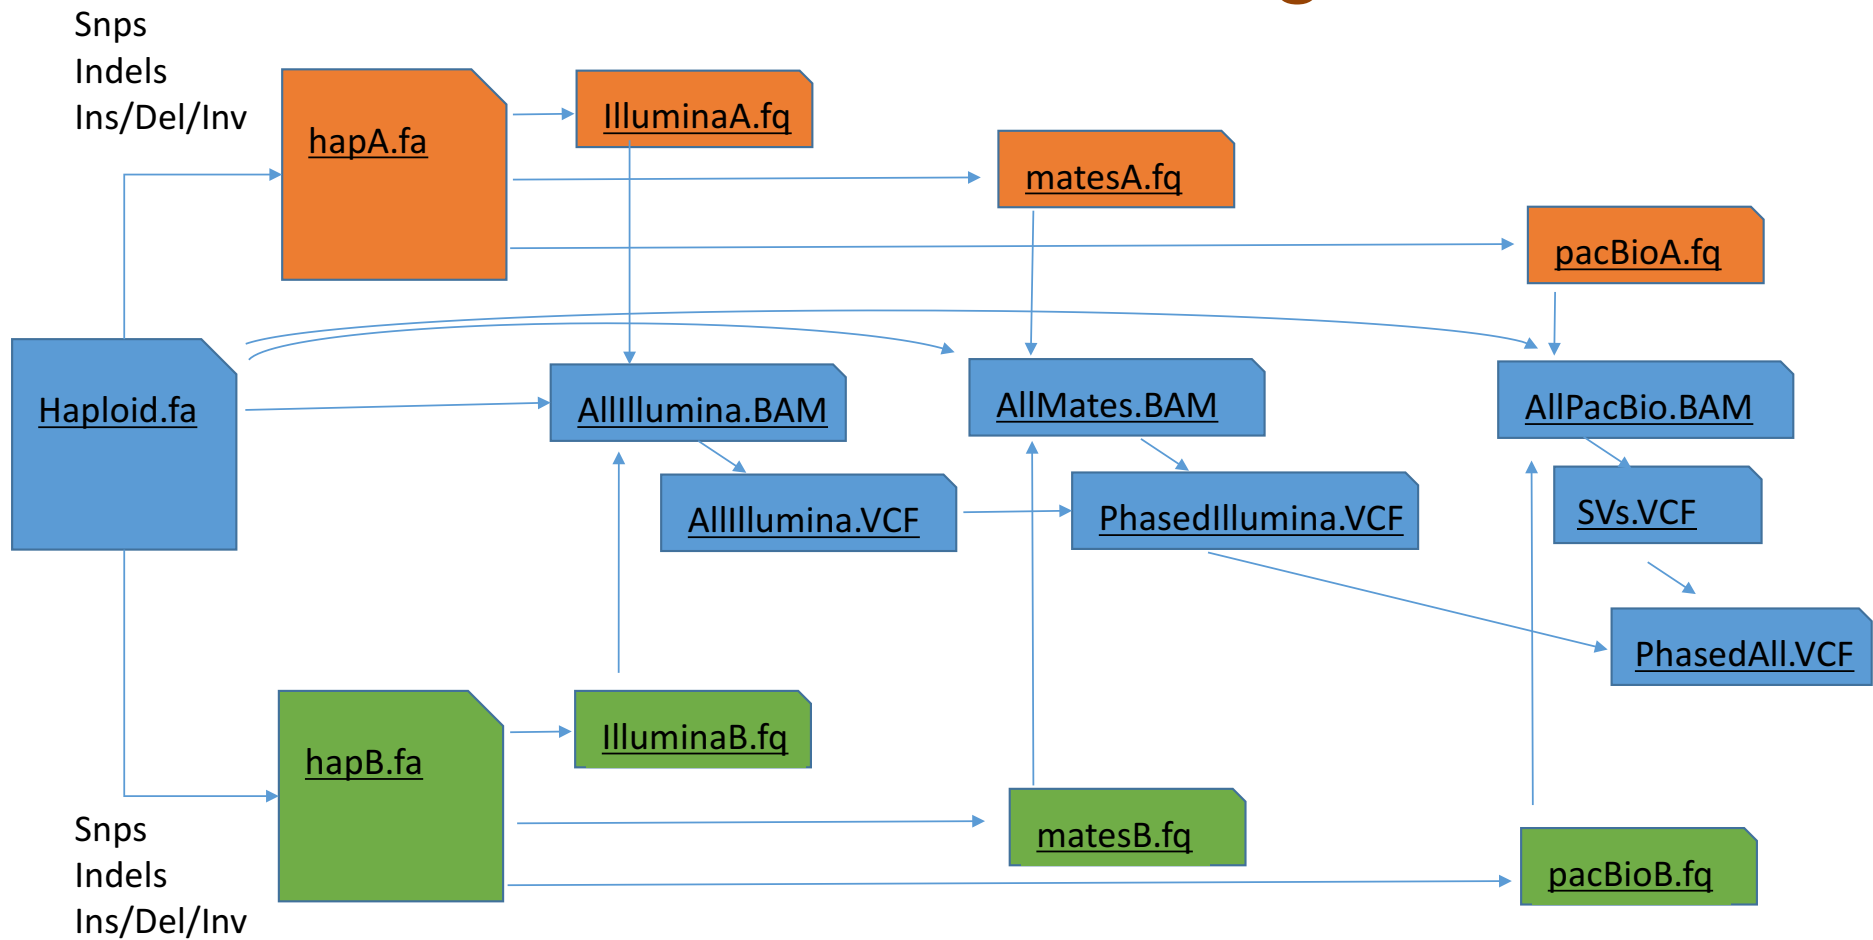 Snps
Indels
Ins/Del/Inv
hapA.fa
IlluminaA.fq
matesA.fq
pacBioA.fq
Haploid.fa
AllIllumina.BAM
AllMates.BAM
AllPacBio.BAM
AllIllumina.VCF
PhasedIllumina.VCF
SVs.VCF
PhasedAll.VCF
hapB.fa
IlluminaB.fq
matesB.fq
pacBioB.fq
Snps
Indels
Ins/Del/Inv